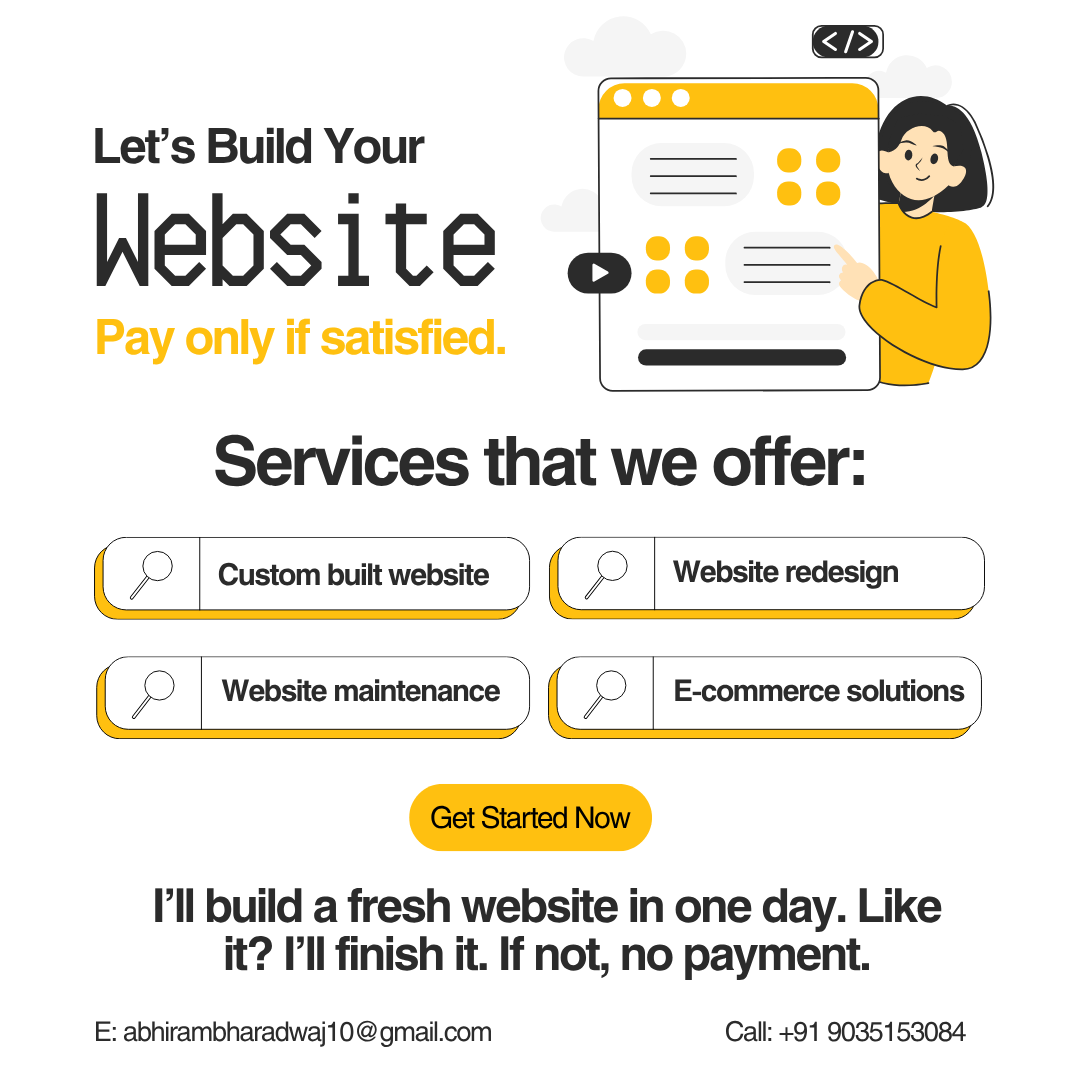 </>
Let's Build Your
Website
Pay only if satisfied.
Services that we offer:
Custom built website
Website redesign
Website maintenance
E-commerce solutions
Get Started Now
I'll build a fresh website in one day. Like
it? I'll finish it. If not, no payment.
E: abhirambharadwaj10@gmail.com
Call: +91 9035153084